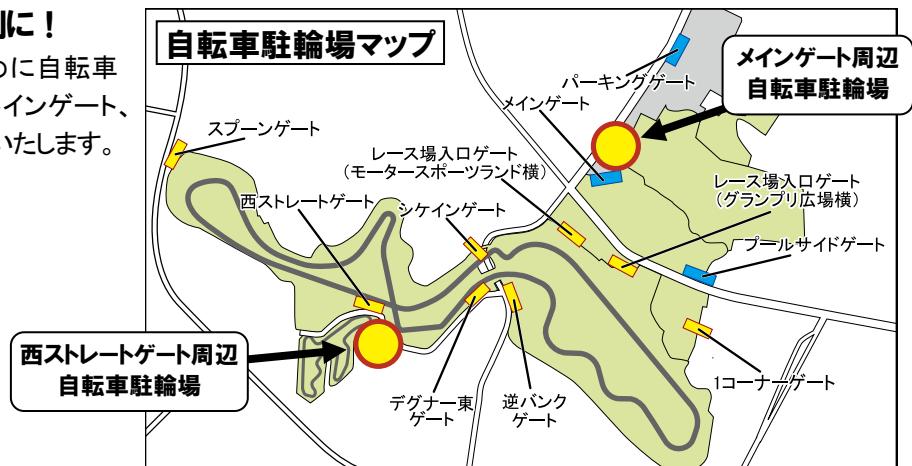 に！
に自転車
インゲート、
いたします。
自転車駐輪場マップ
メインゲート周辺
自転車駐輪場
パーキングゲート
メインゲート
スプーンゲート
レース場入口ゲート
（モータースポーツランド横）
レース場入口ゲート
（グランプリ広場横）
西ストレートゲート
シケインゲート
プールサイドゲート
西ストレートゲート周辺
自転車駐輪場
1コーナーゲート
デグナー東
ゲート
逆バンク
ゲート